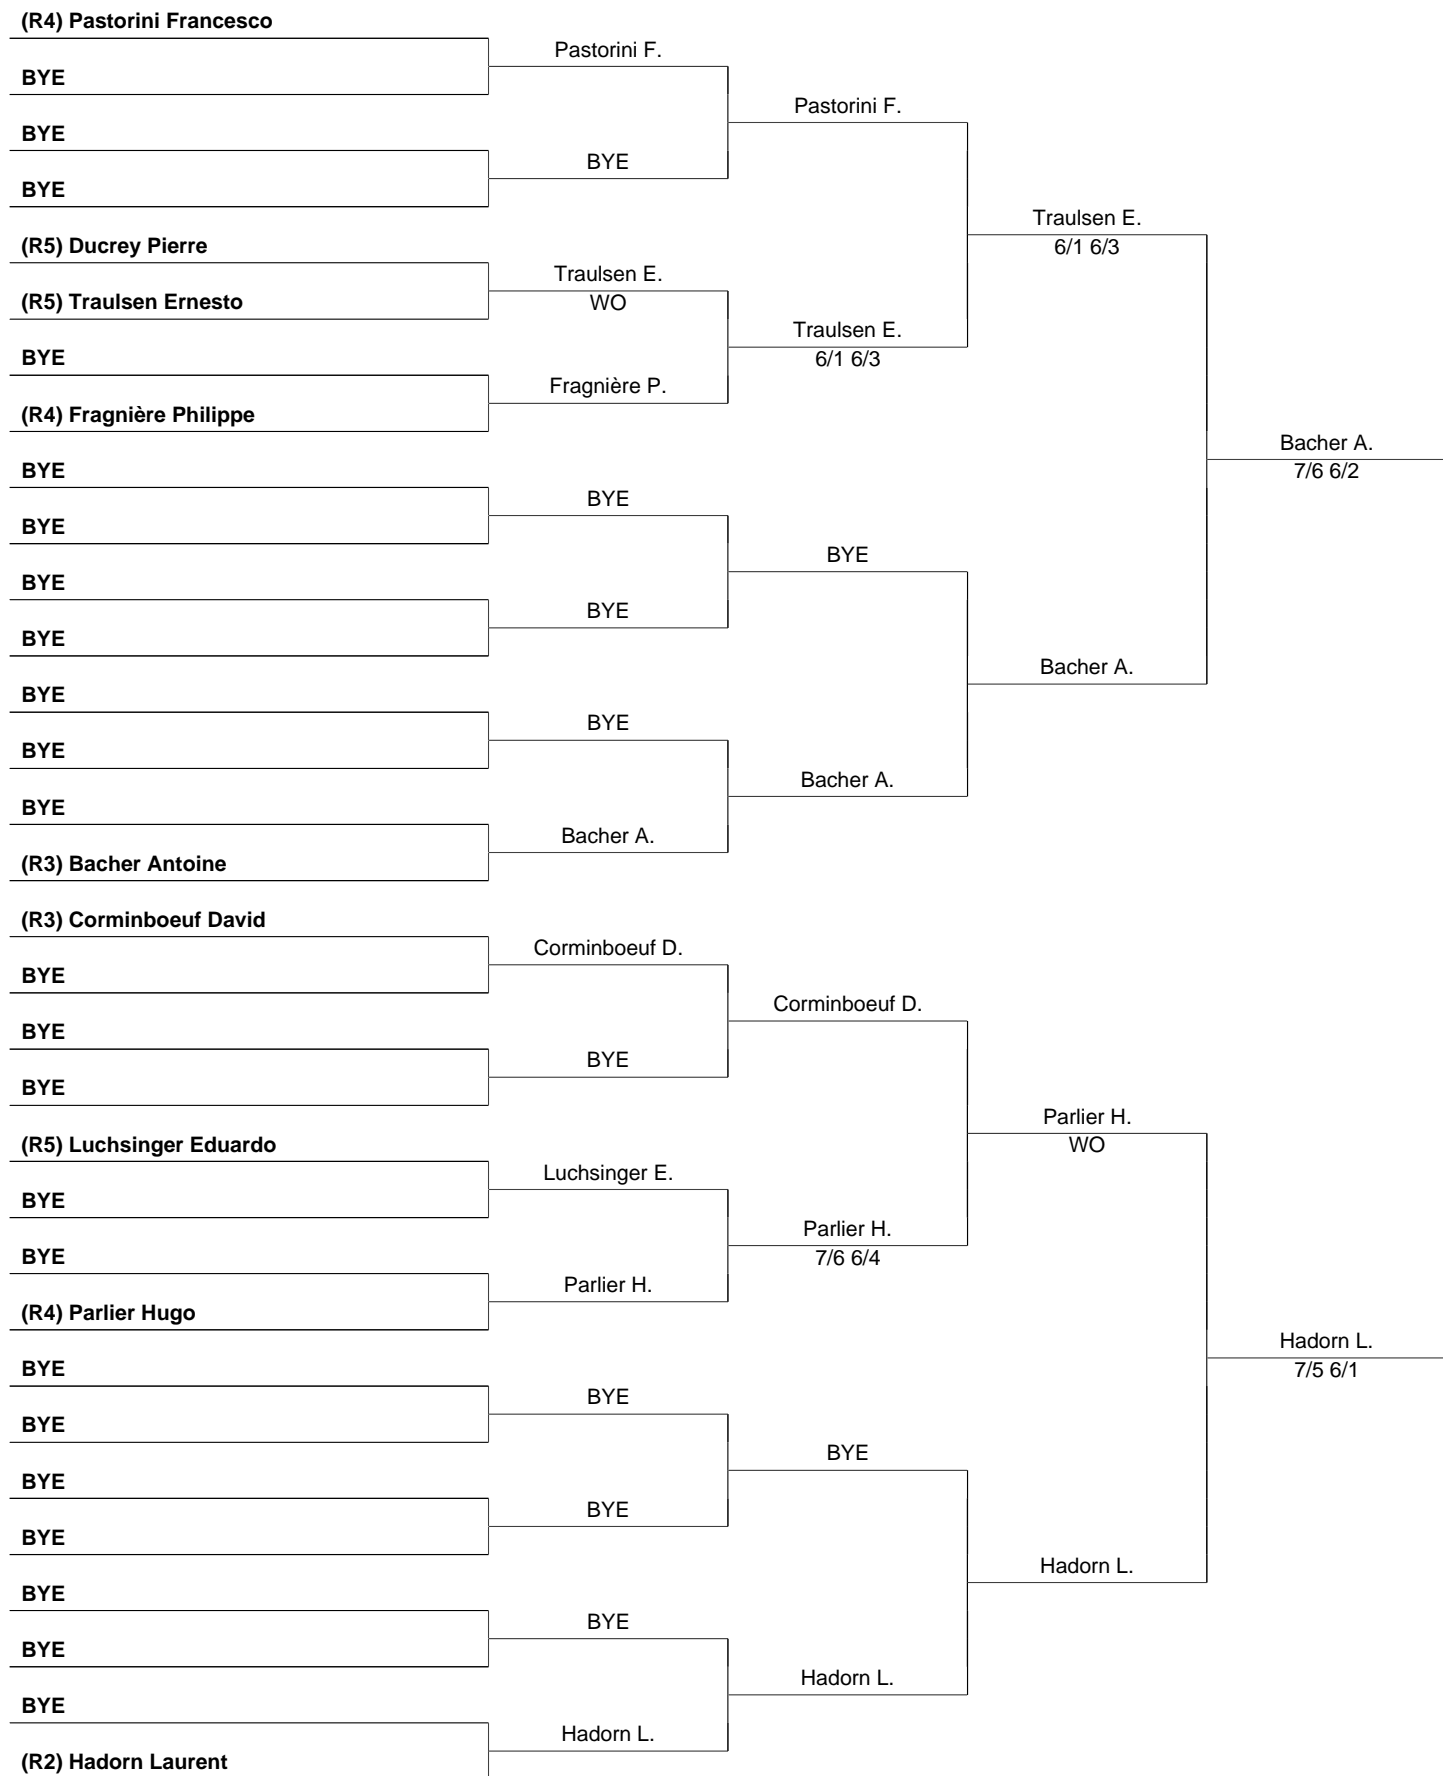 (R4) Pastorini Francesco
Pastorini F.
BYE
Pastorini F.
BYE
BYE
BYE
Traulsen E.
6/1 6/3
(R5) Ducrey Pierre
Traulsen E.
WO
(R5) Traulsen Ernesto
Traulsen E.
6/1 6/3
BYE
Fragnière P.
(R4) Fragnière Philippe
Bacher A.
7/6 6/2
BYE
BYE
BYE
BYE
BYE
BYE
BYE
Bacher A.
BYE
BYE
BYE
Bacher A.
BYE
Bacher A.
(R3) Bacher Antoine
(R3) Corminboeuf David
Corminboeuf D.
BYE
Corminboeuf D.
BYE
BYE
BYE
Parlier H.
WO
(R5) Luchsinger Eduardo
Luchsinger E.
BYE
Parlier H.
7/6 6/4
BYE
Parlier H.
(R4) Parlier Hugo
Hadorn L.
7/5 6/1
BYE
BYE
BYE
BYE
BYE
BYE
BYE
Hadorn L.
BYE
BYE
BYE
Hadorn L.
BYE
Hadorn L.
(R2) Hadorn Laurent